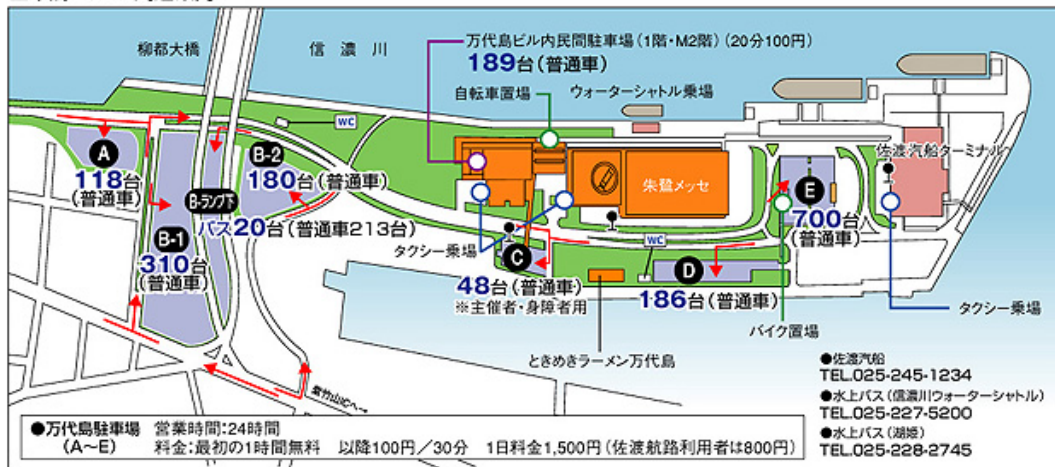 柳都大橋
信濃川
万代島ビル内民間駐車場(1階・M2階)(20分100円)
189台(普通車)
自転車置場
ウォーターシャトル乗場
WC
A
118台
(普通車)
B-2
180台(普通車)
B-ランプ下
バス20台(普通車213台)
B-1
310台
(普通車)
朱鷺メッセ
佐渡汽船ターミナル
E
700台
(普通車)
タクシー乗場
C
48台(普通車)
※主催者・身障者用
WC
D
186台(普通車)
タクシー乗場
バイク置場
ときめきラーメン万代島
紫竹山ICへ→
●佐渡汽船
TEL.025-245-1234
●水上バス(信濃川ウォーターシャトル)
TEL.025-227-5200
●水上バス(湖姫)
TEL.025-228-2745
●万代島駐車場 営業時間:24時間
(A〜E) 料金:最初の1時間無料 以降100円/30分 1日料金1,500円(佐渡航路利用者は800円)